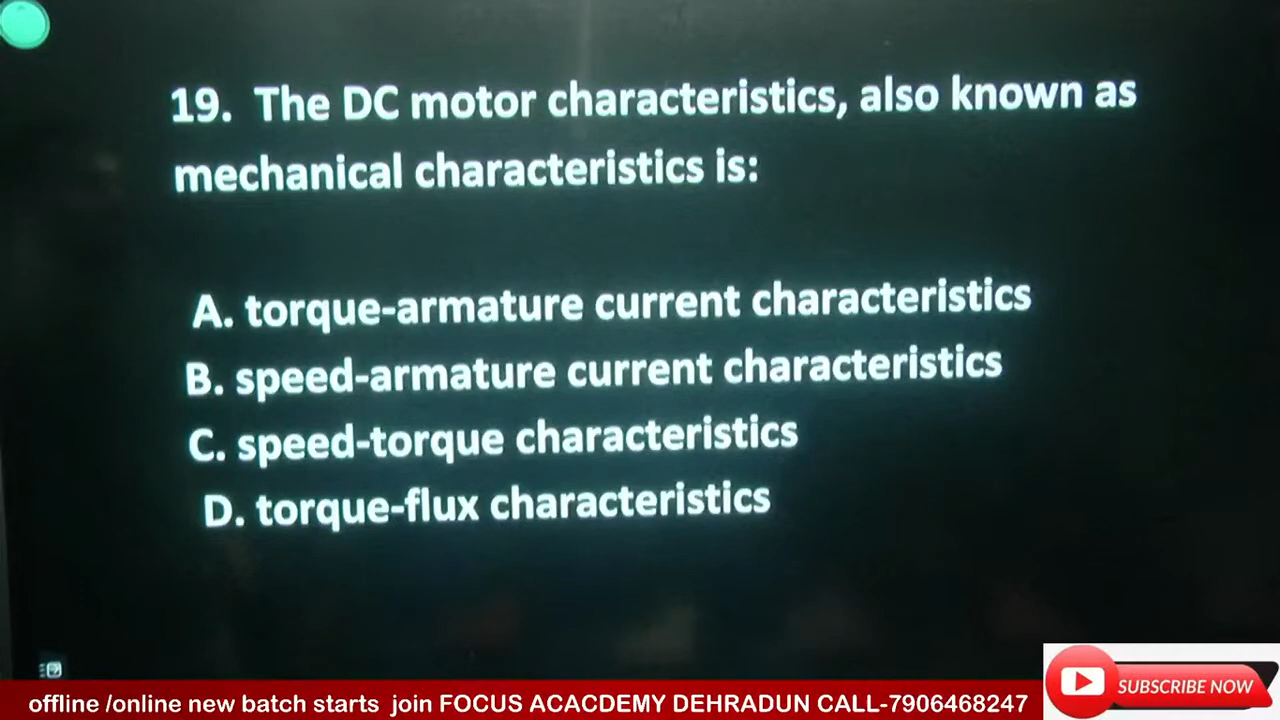 19. The DC motor characteristics, also known as
mechanical characteristics is:
A. torque-armature current characteristics
B. speed-armature current characteristics
C. speed-torque characteristics
D. torque-flux characteristics
offline /online new batch starts join FOCUS ACACDEMY DEHRADUN CALL-7906468247
SUBSCRIBE NOW